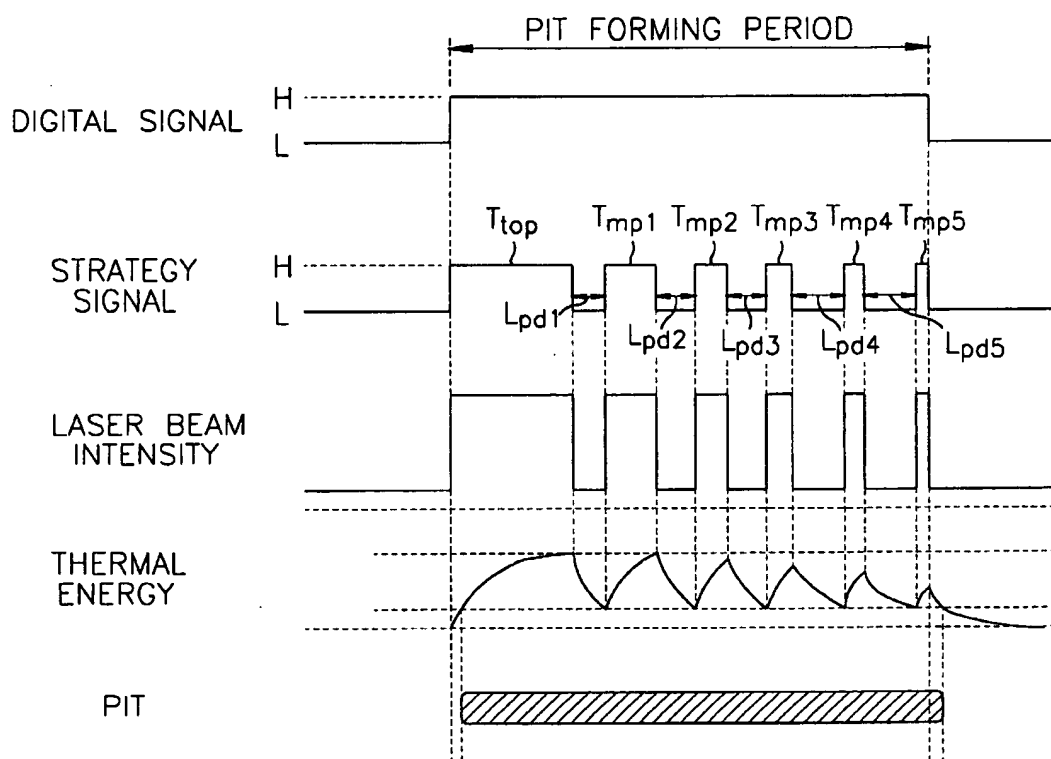 PIT FORMING PERIOD
DIGITAL SIGNAL
H
L
STRATEGY
SIGNAL
H
L
Ttop
Tmp1
Tmp2
Tmp3
Tmp4
Tmp5
Lpd1
Lpd2
Lpd3
Lpd4
Lpd5
LASER BEAM
INTENSITY
THERMAL
ENERGY
PIT